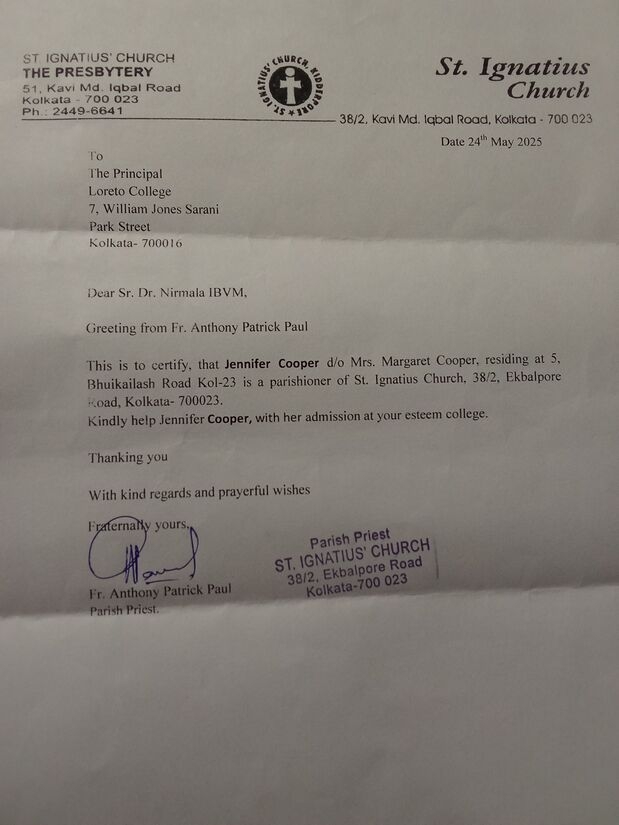 ST. IGNATIUS' CHURCH
THE PRESBYTERY
51, Kavi Md. Iqbal Road
Kolkata - 700 023
Ph.: 2449-6641
ST. IGNATIUS' CHURCH, KIDDERPORE
St. Ignatius
Church
38/2, Kavi Md. Iqbal Road, Kolkata - 700 023
Date 24th May 2025
To
The Principal
Loreto College
7, William Jones Sarani
Park Street
Kolkata- 700016
Dear Sr. Dr. Nirmala IBVM,
Greeting from Fr. Anthony Patrick Paul
This is to certify, that Jennifer Cooper d/o Mrs. Margaret Cooper, residing at 5,
Bhuikailash Road Kol-23 is a parishioner of St. Ignatius Church, 38/2, Ekbalpore
Road, Kolkata- 700023.
Kindly help Jennifer Cooper, with her admission at your esteem college.
Thanking you
With kind regards and prayerful wishes
Fraternally yours,
Fr. Anthony Patrick Paul
Parish Priest.
Parish Priest
ST. IGNATIUS' CHURCH
38/2, Ekbalpore Road
Kolkata-700 023